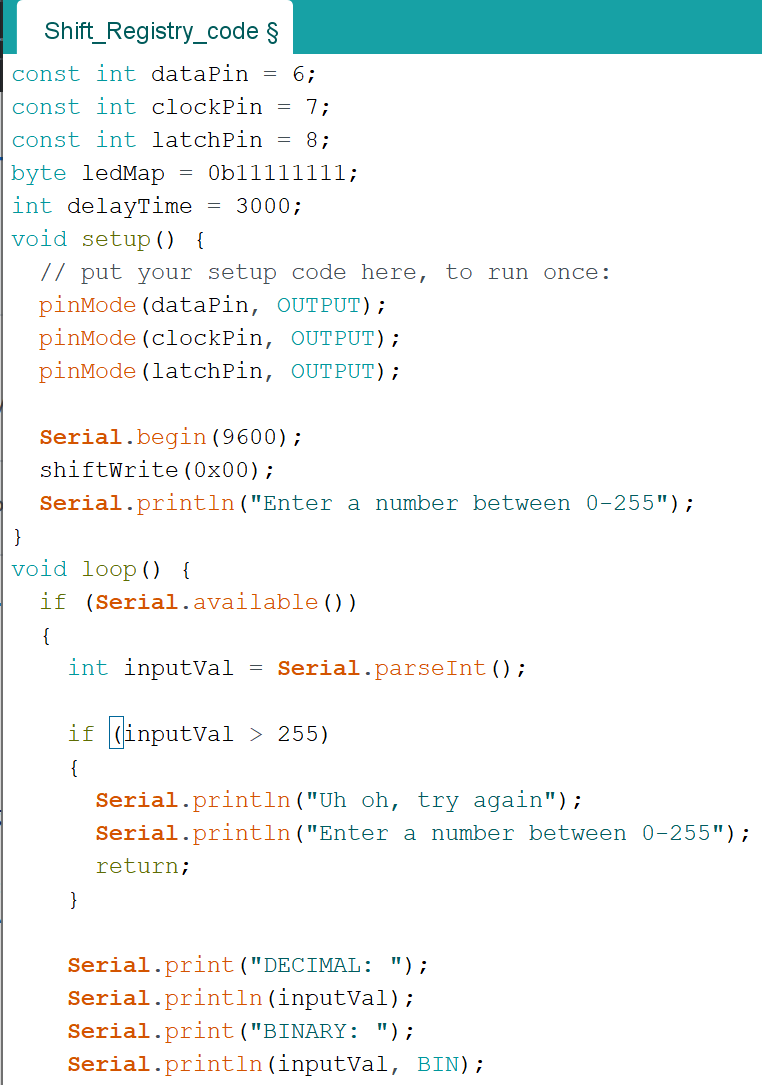 Shift_Registry_code §
const int dataPin = 6;
const int clockPin = 7;
const int latchPin = 8;
byte ledMap = 0b11111111;
int delayTime = 3000;
void setup() {
  // put your setup code here, to run once:
  pinMode(dataPin, OUTPUT);
  pinMode(clockPin, OUTPUT);
  pinMode(latchPin, OUTPUT);

  Serial.begin(9600);
  shiftWrite(0x00);
  Serial.println("Enter a number between 0-255");
}
void loop() {
  if (Serial.available())
  {
    int inputVal = Serial.parseInt();

    if (inputVal > 255)
    {
      Serial.println("Uh oh, try again");
      Serial.println("Enter a number between 0-255");
      return;
    }

    Serial.print("DECIMAL: ");
    Serial.println(inputVal);
    Serial.print("BINARY: ");
    Serial.println(inputVal, BIN);